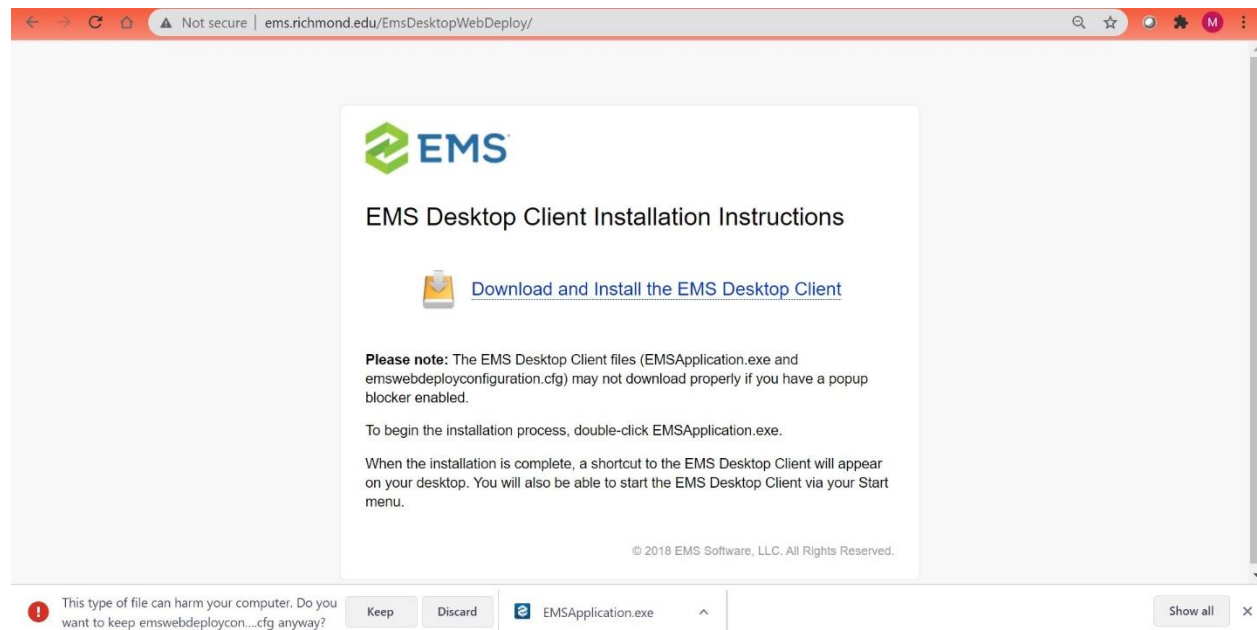 Not secure | ems.richmond.edu/EmsDesktopWebDeploy/
M
EMS
EMS Desktop Client Installation Instructions
Download and Install the EMS Desktop Client
Please note: The EMS Desktop Client files (EMSApplication.exe and
emswebdeployconfiguration.cfg) may not download properly if you have a popup
blocker enabled.
To begin the installation process, double-click EMSApplication.exe.
When the installation is complete, a shortcut to the EMS Desktop Client will appear
on your desktop. You will also be able to start the EMS Desktop Client via your Start
menu.
© 2018 EMS Software, LLC. All Rights Reserved.
This type of file can harm your computer. Do you
want to keep emswebdeploycon....cfg anyway?
Keep
Discard
EMSApplication.exe
Show all